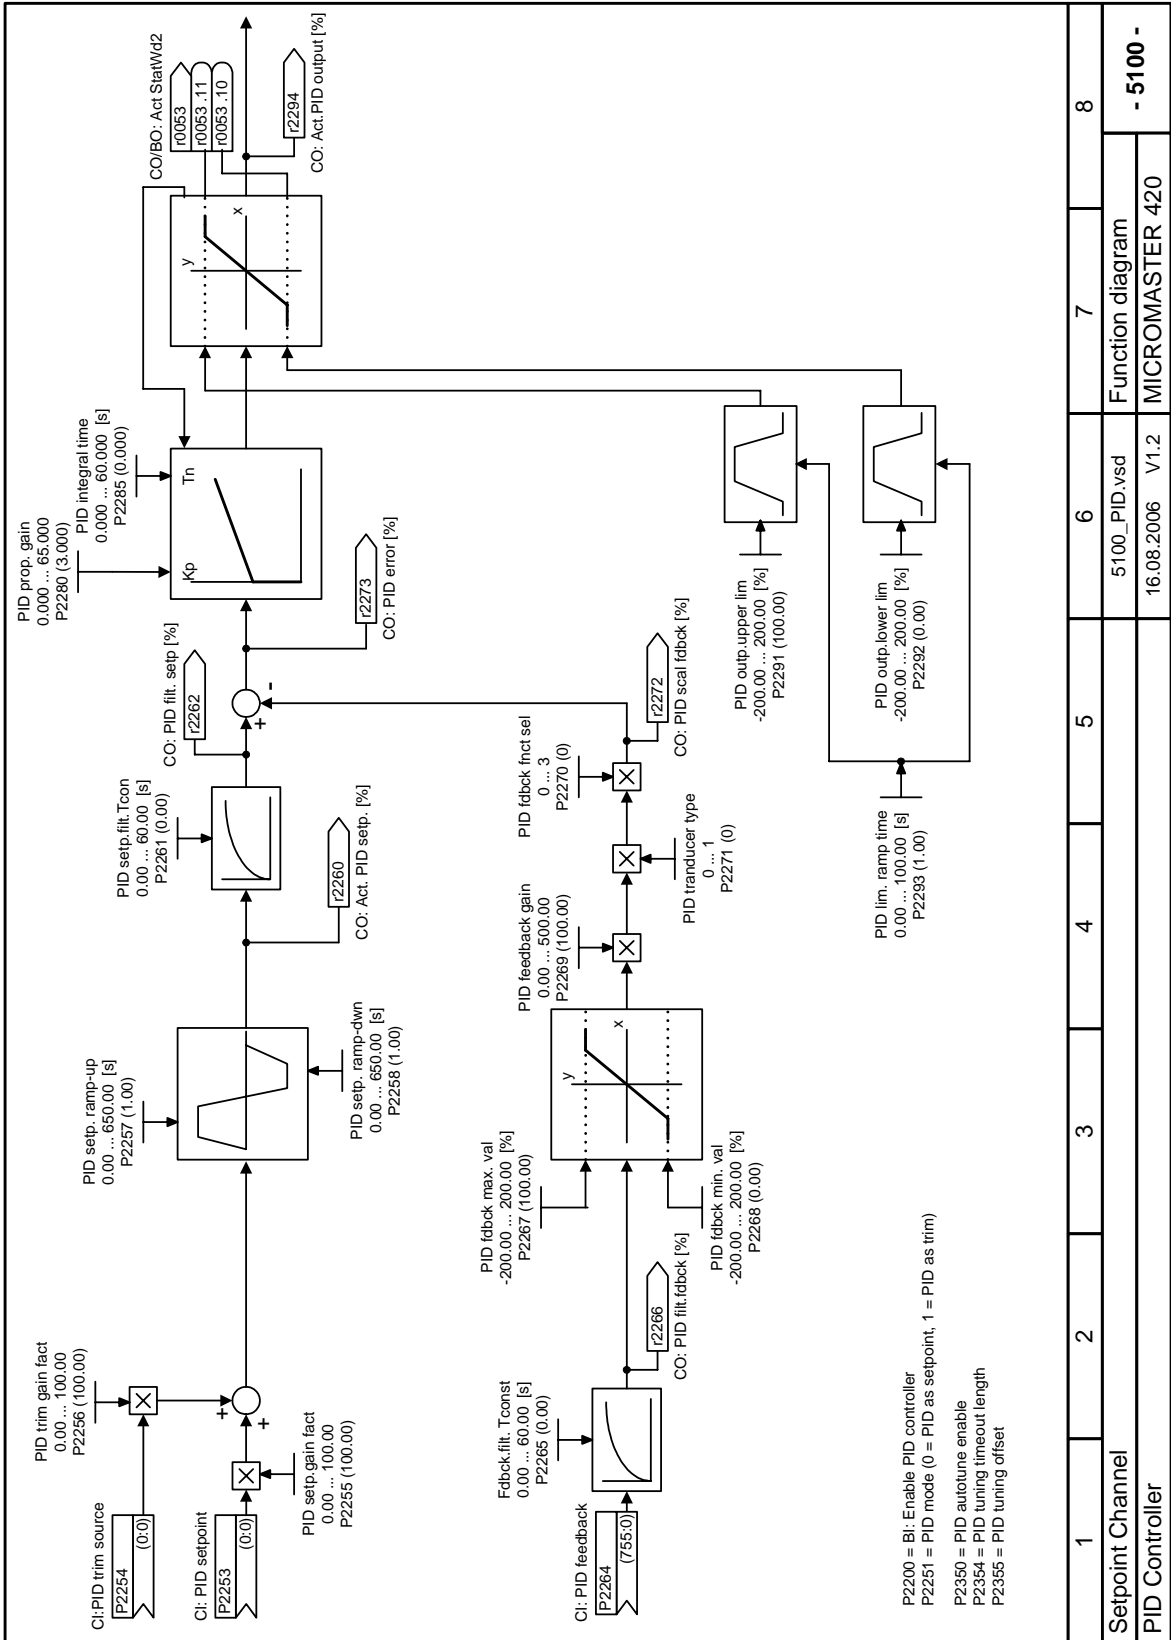 CI:PID trim source
P2254
(0:0)
PID trim gain fact
0.00 ... 100.00
P2256 (100.00)
CI: PID setpoint
P2253
(0:0)
PID setp.gain fact
0.00 ... 100.00
P2255 (100.00)
+
+
PID setp. ramp-up
0.00 ... 650.00 [s]
P2257 (1.00)
PID setp. ramp-dwn
0.00 ... 650.00 [s]
P2258 (1.00)
r2260
CO: Act. PID setp. [%]
PID setp.filt.Tcon
0.00 ... 60.00 [s]
P2261 (0.00)
CO: PID filt. setp [%]
r2262
+
-
r2273
CO: PID error [%]
PID prop. gain
0.000 ... 65.000
P2280 (3.000)
PID integral time
0.000 ... 60.000 [s]
P2285 (0.000)
Kp
Tn
y
x
CO/BO: Act StatWd2
r0053
r0053 .11
r0053 .10
r2294
CO: Act.PID output [%]
CI: PID feedback
P2264
(755:0)
Fdbck.filt. Tconst
0.00 ... 60.00 [s]
P2265 (0.00)
r2266
CO: PID filt.fdbck [%]
PID fdbck max. val
-200.00 ... 200.00 [%]
P2267 (100.00)
PID fdbck min. val
-200.00 ... 200.00 [%]
P2268 (0.00)
y
x
PID feedback gain
0.00 ... 500.00
P2269 (100.00)
PID tranducer type
0 ... 1
P2271 (0)
PID fdbck fnct sel
0 ... 3
P2270 (0)
r2272
CO: PID scal fdbck [%]
PID outp.upper lim
-200.00 ... 200.00 [%]
P2291 (100.00)
PID outp.lower lim
-200.00 ... 200.00 [%]
P2292 (0.00)
PID lim. ramp time
0.00 ... 100.00 [s]
P2293 (1.00)
P2200 = BI: Enable PID controller
P2251 = PID mode (0 = PID as setpoint, 1 = PID as trim)
P2350 = PID autotune enable
P2354 = PID tuning timeout length
P2355 = PID tuning offset
1 2 3 4 5 6 7 8
Setpoint Channel
PID Controller
5100_PID.vsd
16.08.2006 V1.2
Function diagram
MICROMASTER 420
- 5100 -